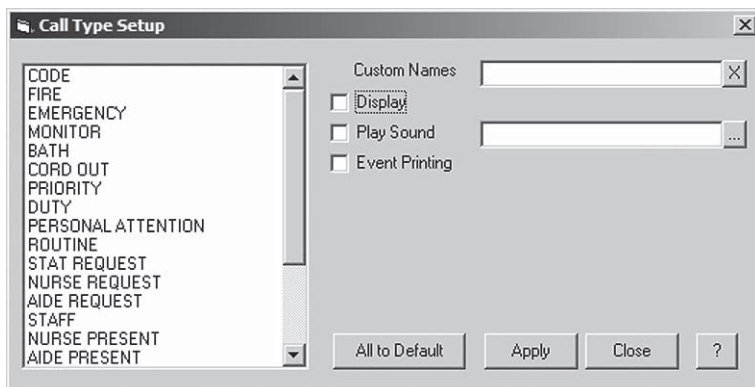 Call Type Setup
CODE
FIRE
EMERGENCY
MONITOR
BATH
CORD OUT
PRIORITY
DUTY
PERSONAL ATTENTION
ROUTINE
STAT REQUEST
NURSE REQUEST
AIDE REQUEST
STAFF
NURSE PRESENT
AIDE PRESENT
Custom Names
X
Display
Play Sound
...
Event Printing
All to Default
Apply
Close
?